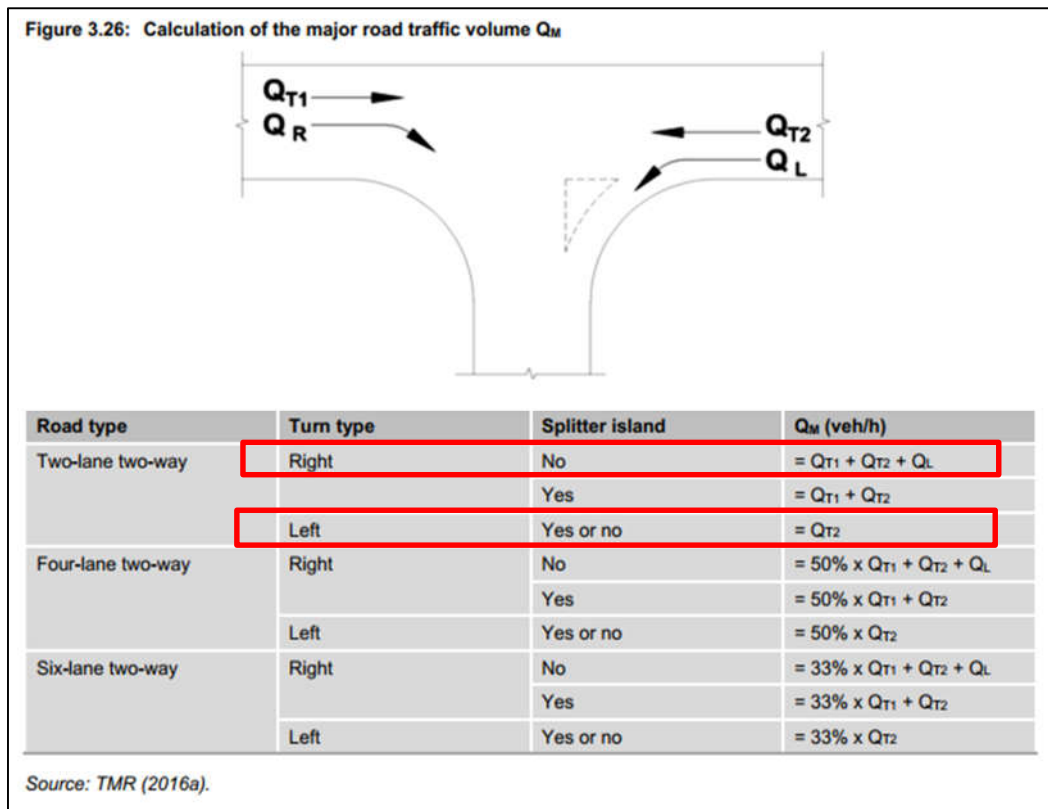 Figure 3.26: Calculation of the major road traffic volume QM
QT1
QR
QT2
QL
Road type Turn type Splitter island QM (veh/h)
Two-lane two-way Right No = QT1 + QT2 + QL
Yes = QT1 + QT2
Left Yes or no = QT2
Four-lane two-way Right No = 50% x QT1 + QT2 + QL
Yes = 50% x QT1 + QT2
Left Yes or no = 50% x QT2
Six-lane two-way Right No = 33% x QT1 + QT2 + QL
Yes = 33% x QT1 + QT2
Left Yes or no = 33% x QT2
Source: TMR (2016a).